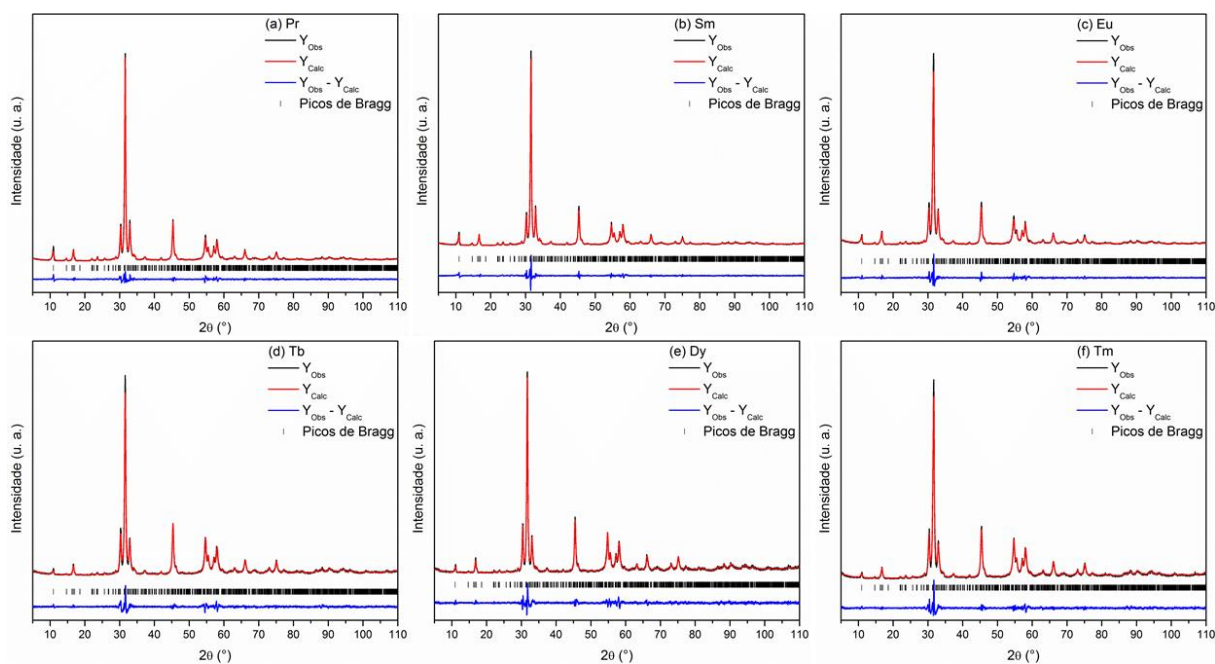 (a) Pr
Y_Obs
Y_Calc
Y_Obs - Y_Calc
Picos de Bragg
Intensidade (u. a.)
10 20 30 40 50 60 70 80 90 100 110
2θ (°)
(b) Sm
Y_Obs
Y_Calc
Y_Obs - Y_Calc
Picos de Bragg
Intensidade (u. a.)
10 20 30 40 50 60 70 80 90 100 110
2θ (°)
(c) Eu
Y_Obs
Y_Calc
Y_Obs - Y_Calc
Picos de Bragg
Intensidade (u. a.)
10 20 30 40 50 60 70 80 90 100 110
2θ (°)
(d) Tb
Y_Obs
Y_Calc
Y_Obs - Y_Calc
Picos de Bragg
Intensidade (u. a.)
10 20 30 40 50 60 70 80 90 100 110
2θ (°)
(e) Dy
Y_Obs
Y_Calc
Y_Obs - Y_Calc
Picos de Bragg
Intensidade (u. a.)
10 20 30 40 50 60 70 80 90 100 110
2θ (°)
(f) Tm
Y_Obs
Y_Calc
Y_Obs - Y_Calc
Picos de Bragg
Intensidade (u. a.)
10 20 30 40 50 60 70 80 90 100 110
2θ (°)